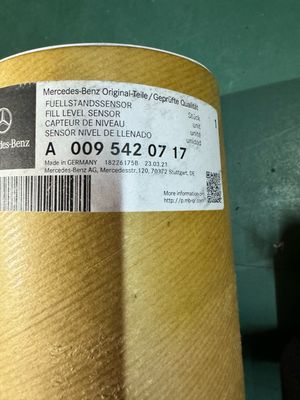 Mercedes-Benz Original-Teile/Geprüfte Qualität
FUELLSTANDSSENSOR
FILL LEVEL SENSOR
CAPTEUR DE NIVEAU
SENSOR NIVEL DE LLENADO
Stück
unit
unité
unidad
1
des-Benz
A 009 542 07 17
Made in GERMANY 18226175B 23.03.21
Mercedes-Benz AG, Mercedesstr.120, 70372 Stuttgart, DE
More information